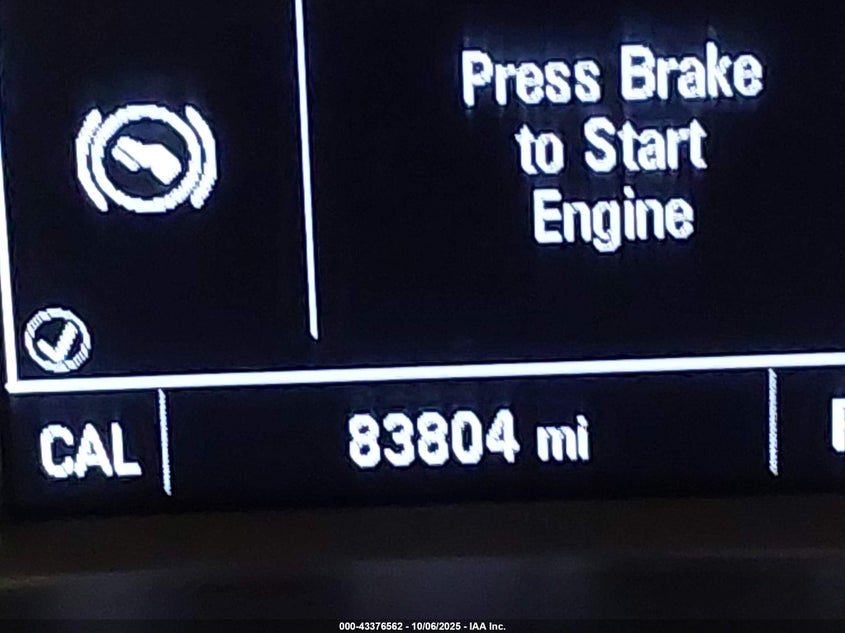 Press Brake
to Start
Engine
CAL
83804 mi
000-43376562 - 10/06/2025 - IAA Inc.